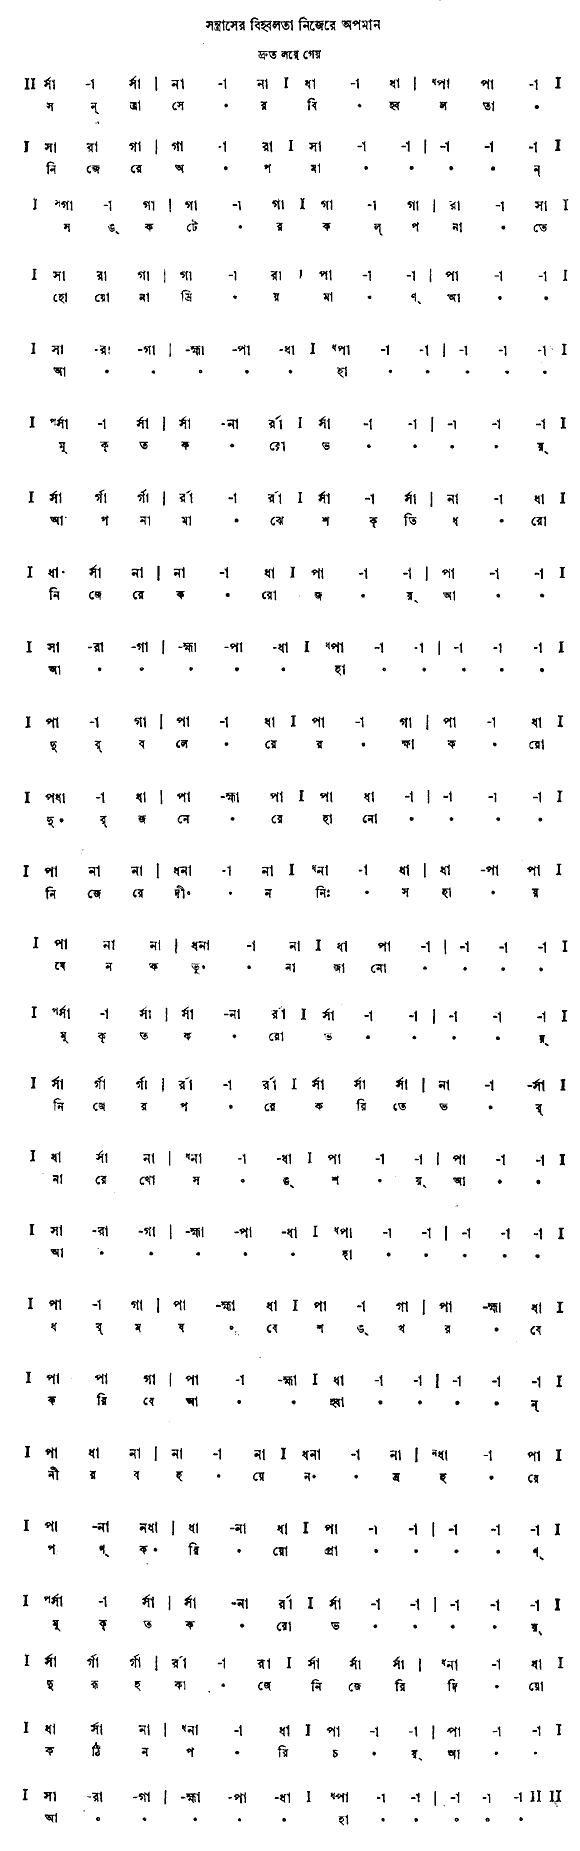 সন্ত্রাসের বিহ্বলতা নিজেরে অপমান
দ্রুত লয়ে গেয়
II র্সা -া র্সা | না -া না I ধা -া ধা | ধপা পা -া I
স ন্ ত্রা সে • র বি • হ্ব ল তা •
I সা রা গা | গা -া রা I সা -া -া | -া -া -া I
নি জে রে অ • প মা • • • • ন্
I সগা -া গা | গা -া গা I গা -া গা | রা -া সা I
স ঙ্ ক টে • র ক ল্ প না • তে
I সা রা গা | গা -া রা I পা -া -া | পা -া -া I
হো য়ো না ম্রি • য় মা • ণ্ আ • •
I সা -রা -গা | -হ্মা -পা -ধা I ধপা -া -া | -া -া -া I
আ • • • • • হা • • • • •
I পর্সা -া র্সা | র্সা -না র্রা I র্সা -া -া | -া -া -া I
মু ক্ ত ক • রো ভ • • • • য়্
I র্সা র্গা র্গা | র্রা -া র্রা I র্সা -া র্সা | না -া ধা I
আ প না মা • ঝে শ ক্ তি ধ • রো
I ধা র্সা না | না -া ধা I পা -া -া | পা -া -া I
নি জে রে ক • রো জ • য়্ আ • •
I সা -রা -গা | -হ্মা -পা -ধা I ধপা -া -া | -া -া -া I
আ • • • • • হা • • • • •
I পা -া গা | পা -া ধা I পা -া গা | পা -া ধা I
দু র্ ব লে • রে র • ক্ষা ক • রো
I পধা -া ধা | পা -হ্মা পা I পা ধা -া | -া -া -া I
দু • র্ জ নে • রে হা নো • • • •
I পা না না | ধনা -া না I ধনা -া ধা | ধা -পা পা I
নি জে রে দী • • ন নিঃ • স হা • য়
I পা না না | ধনা -া না I ধা পা -া | -া -া -া I
যে ন ক ভু • • না জা নো • • • •
I পর্সা -া র্সা | র্সা -না র্রা I র্সা -া -া | -া -া -া I
মু ক্ ত ক • রো ভ • • • • য়্
I র্সা র্গা র্গা | র্রা -া র্রা I র্সা র্সা র্সা | না -া -র্সা I
নি জে র প • রে ক রি তে ভ • র্
I ধা র্সা না | ধনা -া -ধা I পা -া -া | পা -া -া I
না রে খো স • ঙ্ শ • য়্ আ • •
I সা -রা -গা | -হ্মা -পা -ধা I ধপা -া -া | -া -া -া I
আ • • • • • হা • • • • •
I পা -া গা | পা -হ্মা ধা I পা -া গা | পা -হ্মা ধা I
ধ র্ ম য • বে শ ঙ্ খ র • বে
I পা পা গা | পা -া -হ্মা I ধা -া -া | -া -া -া I
ক রি বে আ • • হ্বা • • • • ন্
I পা ধা না | না -া না I ধনা -া না | নধা -া পা I
নী র ব হ • য়ে ন • • ম্র হ • রে
I পা -না নধা | ধা -না ধা I পা -া -া | -া -া -া I
প ণ্ ক • রি • য়ো প্রা • • • • ণ্
I পর্সা -া র্সা | র্সা -না র্রা I র্সা -া -া | -া -া -া I
মু ক্ ত ক • রো ভ • • • • য়্
I র্সা র্গা র্গা | র্রা -া রা I র্সা র্সা র্সা | ধনা -া ধা I
দু রূ হ কা • জে নি জে রি দি • য়ো
I ধা র্সা না | ধনা -া ধা I পা -া -া | পা -া -া I
ক ঠি ন প • রি চ • য়্ আ • •
I সা -রা -গা | -হ্মা -পা -ধা I ধপা -া -া | -া -া -া II II
আ • • • • • হা • • • • •